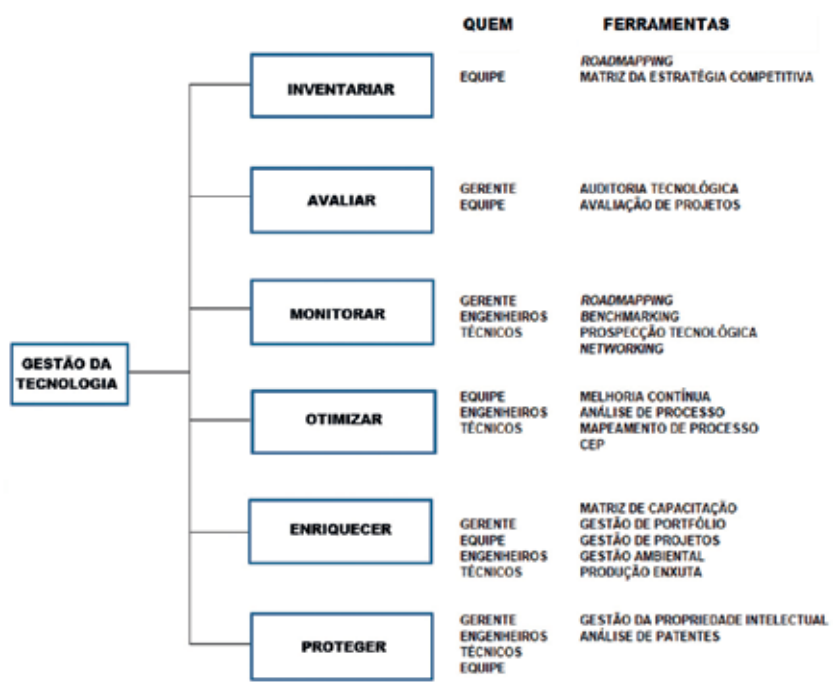 QUEM FERRAMENTAS
INVENTARIAR
EQUIPE
ROADMAPPING
MATRIZ DA ESTRATÉGIA COMPETITIVA
AVALIAR
GERENTE
EQUIPE
AUDITORIA TECNOLÓGICA
AVALIAÇÃO DE PROJETOS
MONITORAR
GERENTE
ENGENHEIROS
TÉCNICOS
ROADMAPPING
BENCHMARKING
PROSPECÇÃO TECNOLÓGICA
NETWORKING
GESTÃO DA
TECNOLOGIA
OTIMIZAR
EQUIPE
ENGENHEIROS
TÉCNICOS
MELHORIA CONTÍNUA
ANÁLISE DE PROCESSO
MAPEAMENTO DE PROCESSO
CEP
ENRIQUECER
GERENTE
EQUIPE
ENGENHEIROS
TÉCNICOS
MATRIZ DE CAPACITAÇÃO
GESTÃO DE PORTFÓLIO
GESTÃO DE PROJETOS
GESTÃO AMBIENTAL
PRODUÇÃO ENXUTA
PROTEGER
GERENTE
ENGENHEIROS
TÉCNICOS
EQUIPE
GESTÃO DA PROPRIEDADE INTELECTUAL
ANÁLISE DE PATENTES